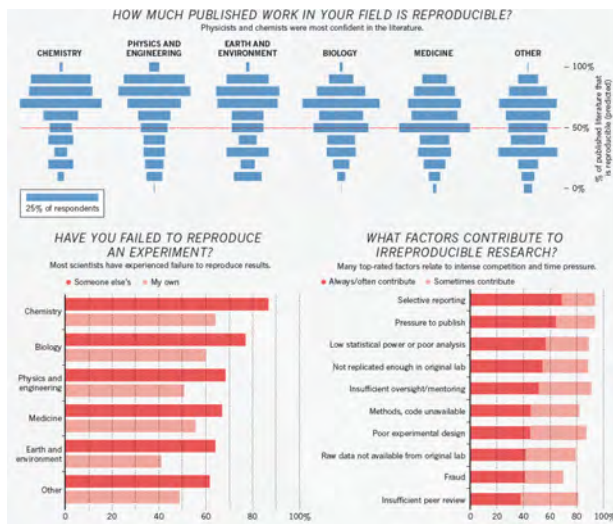 HOW MUCH PUBLISHED WORK IN YOUR FIELD IS REPRODUCIBLE?
Physicists and chemists were most confident in the literature.
CHEMISTRY
PHYSICS AND
ENGINEERING
EARTH AND
ENVIRONMENT
BIOLOGY
MEDICINE
OTHER
100%
50%
0%
% of published literature that
is reproducible (predicted)
25% of respondents
HAVE YOU FAILED TO REPRODUCE
AN EXPERIMENT?
Most scientists have experienced failure to reproduce results.
Someone else's My own
Chemistry
Biology
Physics and
engineering
Medicine
Earth and
environment
Other
0 20 40 60 80 100%
WHAT FACTORS CONTRIBUTE TO
IRREPRODUCIBLE RESEARCH?
Many top-rated factors relate to intense competition and time pressure.
Always/often contribute Sometimes contribute
Selective reporting
Pressure to publish
Low statistical power or poor analysis
Not replicated enough in original lab
Insufficient oversight/mentoring
Methods, code unavailable
Poor experimental design
Raw data not available from original lab
Fraud
Insufficient peer review
0 20 40 60 80 100%